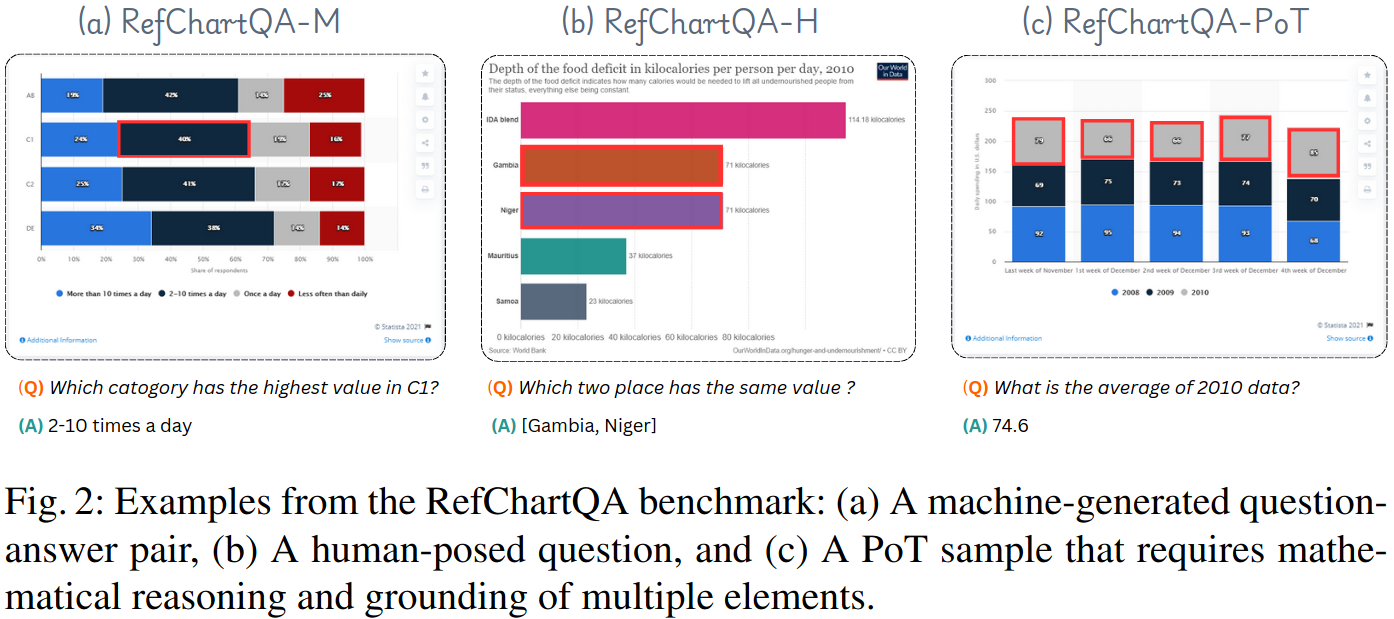 (a) RefChartQA-M
(b) RefChartQA-H
(c) RefChartQA-PoT
AB
19%
42%
14%
25%
C1
24%
40%
16%
C2
25%
41%
17%
17%
DE
34%
38%
14%
14%
0% 10% 20% 30% 40% 50% 60% 70% 80% 90% 100%
Share of respondents
More than 10 times a day 2-10 times a day Once a day Less often than daily
© Statista 2021
Additional Information
Show source
Depth of the food deficit in kilocalories per person per day, 2010
Our World
in Data
The depth of the food deficit indicates how many calories would be needed to lift all undernourished people from
their status, everything else being constant
IDA blend
114.18 kilocalories
Gambia
71 kilocalories
Niger
71 kilocalories
Mauritius
37 kilocalories
Samoa
23 kilocalories
0 kilocalories 20 kilocalories 40 kilocalories 60 kilocalories 80 kilocalories
Source: World Bank
OurWorldInData.org/hunger-and-undernourishment/ • CC BY
Daily spending in U.S. dollars
300
250
200
150
100
50
0
79
66
66
77
85
69
75
73
74
70
92
95
94
93
68
Last week of November 1st week of December 2nd week of December 3rd week of December 4th week of December
2008 2009 2010
© Statista 2021
Additional Information
Show source
(Q) Which catogory has the highest value in C1?
(A) 2-10 times a day
(Q) Which two place has the same value ?
(A) [Gambia, Niger]
(Q) What is the average of 2010 data?
(A) 74.6
Fig. 2: Examples from the RefChartQA benchmark: (a) A machine-generated question-
answer pair, (b) A human-posed question, and (c) A PoT sample that requires mathe-
matical reasoning and grounding of multiple elements.